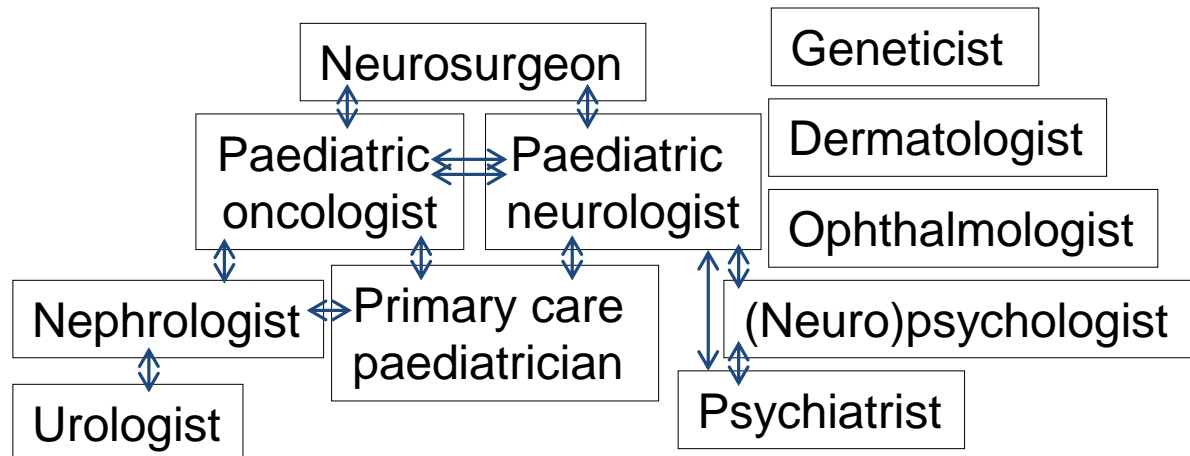 Neurosurgeon
Geneticist
Paediatric
oncologist
Paediatric
neurologist
Dermatologist
Ophthalmologist
Nephrologist
Primary care
paediatrician
(Neuro)psychologist
Urologist
Psychiatrist